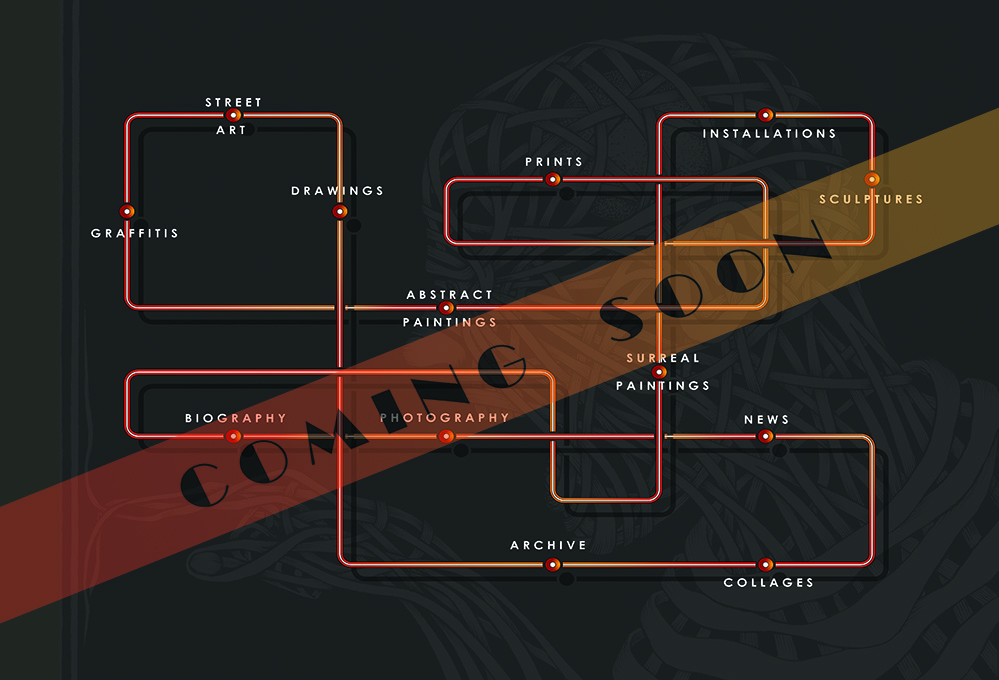 STREET
ART
INSTALLATIONS
PRINTS
DRAWINGS
SCULPTURES
GRAFFITIS
ABSTRACT
PAINTINGS
SURREAL
PAINTINGS
BIOGRAPHY
PHOTOGRAPHY
NEWS
COMING SOON
ARCHIVE
COLLAGES